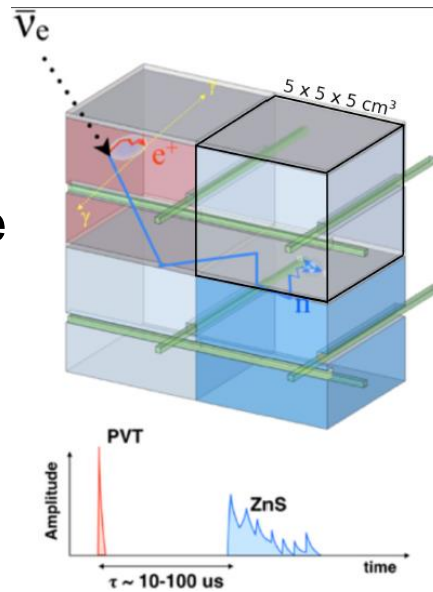 ν̄e
5 x 5 x 5 cm³
γ
e⁺
γ
e
n
PVT
Amplitude
ZnS
time
τ ~ 10-100 us